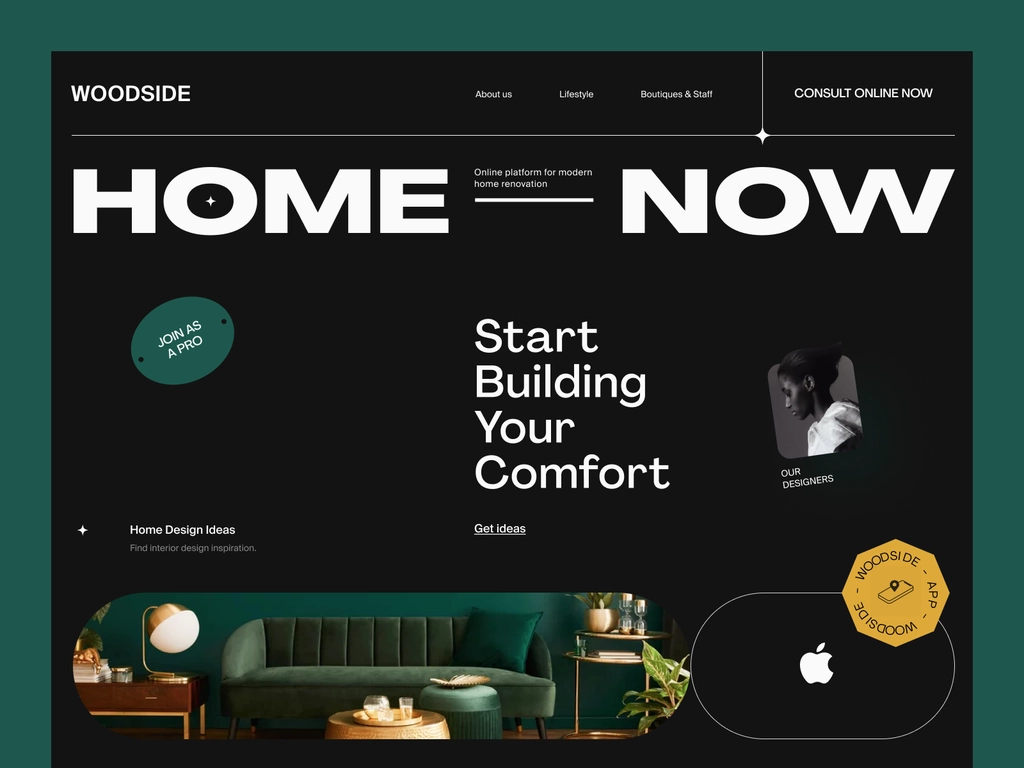 WOODSIDE
About us
Lifestyle
Boutiques & Staff
CONSULT ONLINE NOW
HOME
Online platform for modern
home renovation
NOW
JOIN AS
A PRO
Start
Building
Your
Comfort
OUR
DESIGNERS
Home Design Ideas
Find interior design inspiration.
Get ideas
WOODSIDE - APP - WOODSIDE -